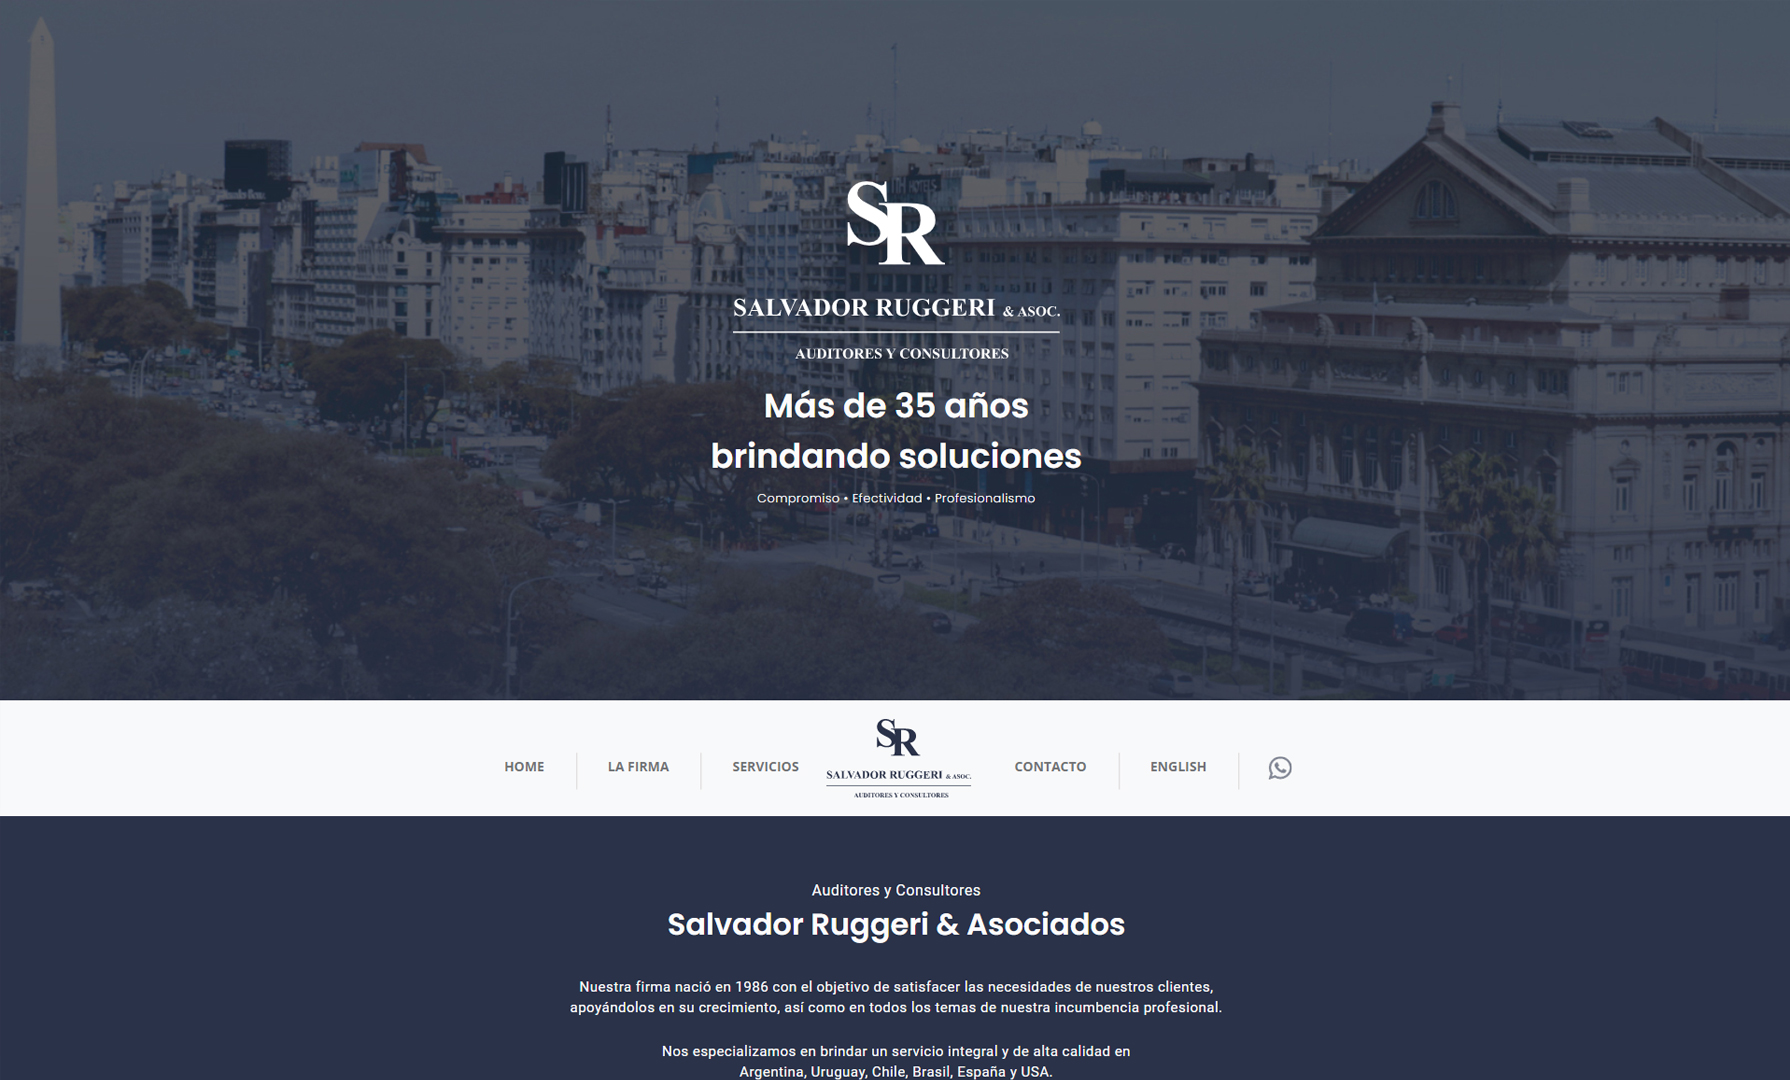 SR
SALVADOR RUGGERI & ASOC.
AUDITORES Y CONSULTORES
Más de 35 años
brindando soluciones
Compromiso • Efectividad • Profesionalismo
HOME
LA FIRMA
SERVICIOS
SR
SALVADOR RUGGERI & ASOC.
AUDITORES Y CONSULTORES
CONTACTO
ENGLISH
Auditores y Consultores
Salvador Ruggeri & Asociados
Nuestra firma nació en 1986 con el objetivo de satisfacer las necesidades de nuestros clientes,
apoyándolos en su crecimiento, así como en todos los temas de nuestra incumbencia profesional.
Nos especializamos en brindar un servicio integral y de alta calidad en
Argentina, Uruguay, Chile, Brasil, España y USA.